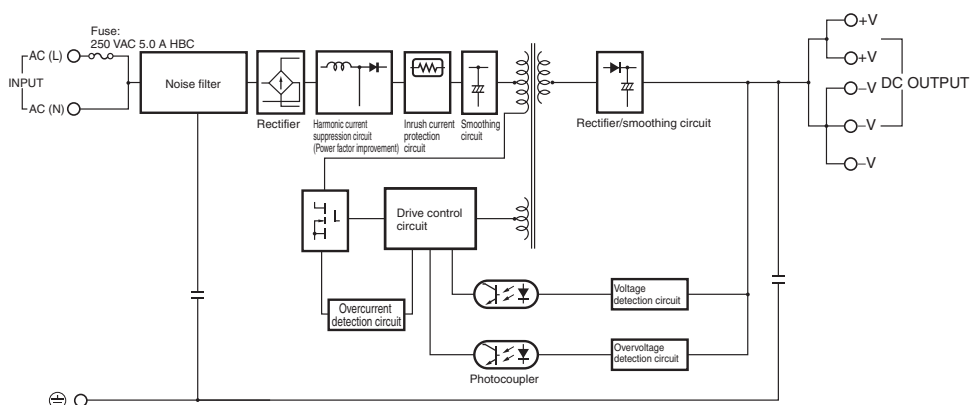 Fuse:
250 VAC 5.0 A HBC
AC (L)
INPUT
AC (N)
Noise filter
Rectifier
Harmonic current
suppression circuit
(Power factor improvement)
Inrush current
protection
circuit
Smoothing
circuit
Rectifier/smoothing circuit
+V
+V
DC OUTPUT
–V
–V
–V
Drive control
circuit
Overcurrent
detection circuit
Voltage
detection circuit
Overvoltage
detection circuit
Photocoupler